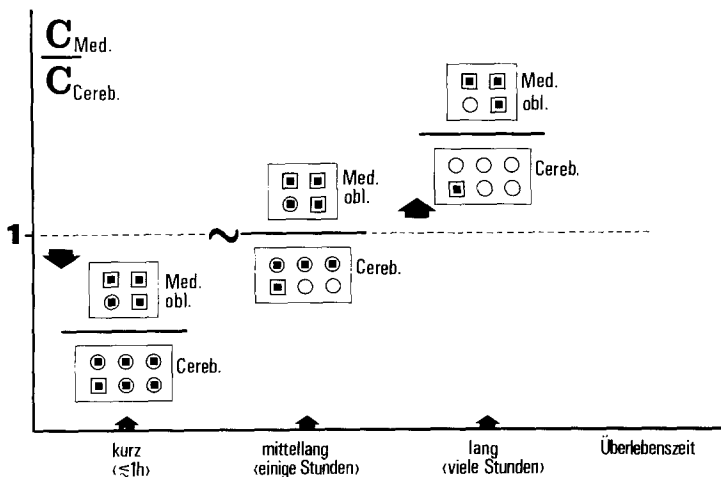 C Med.
C Cereb.
Med.
obl.
Cereb.
Med.
obl.
Cereb.
Med.
obl.
Cereb.
1
~
kurz
(≲1h)
mittellang
(einige Stunden)
lang
(viele Stunden)
Überlebenszeit